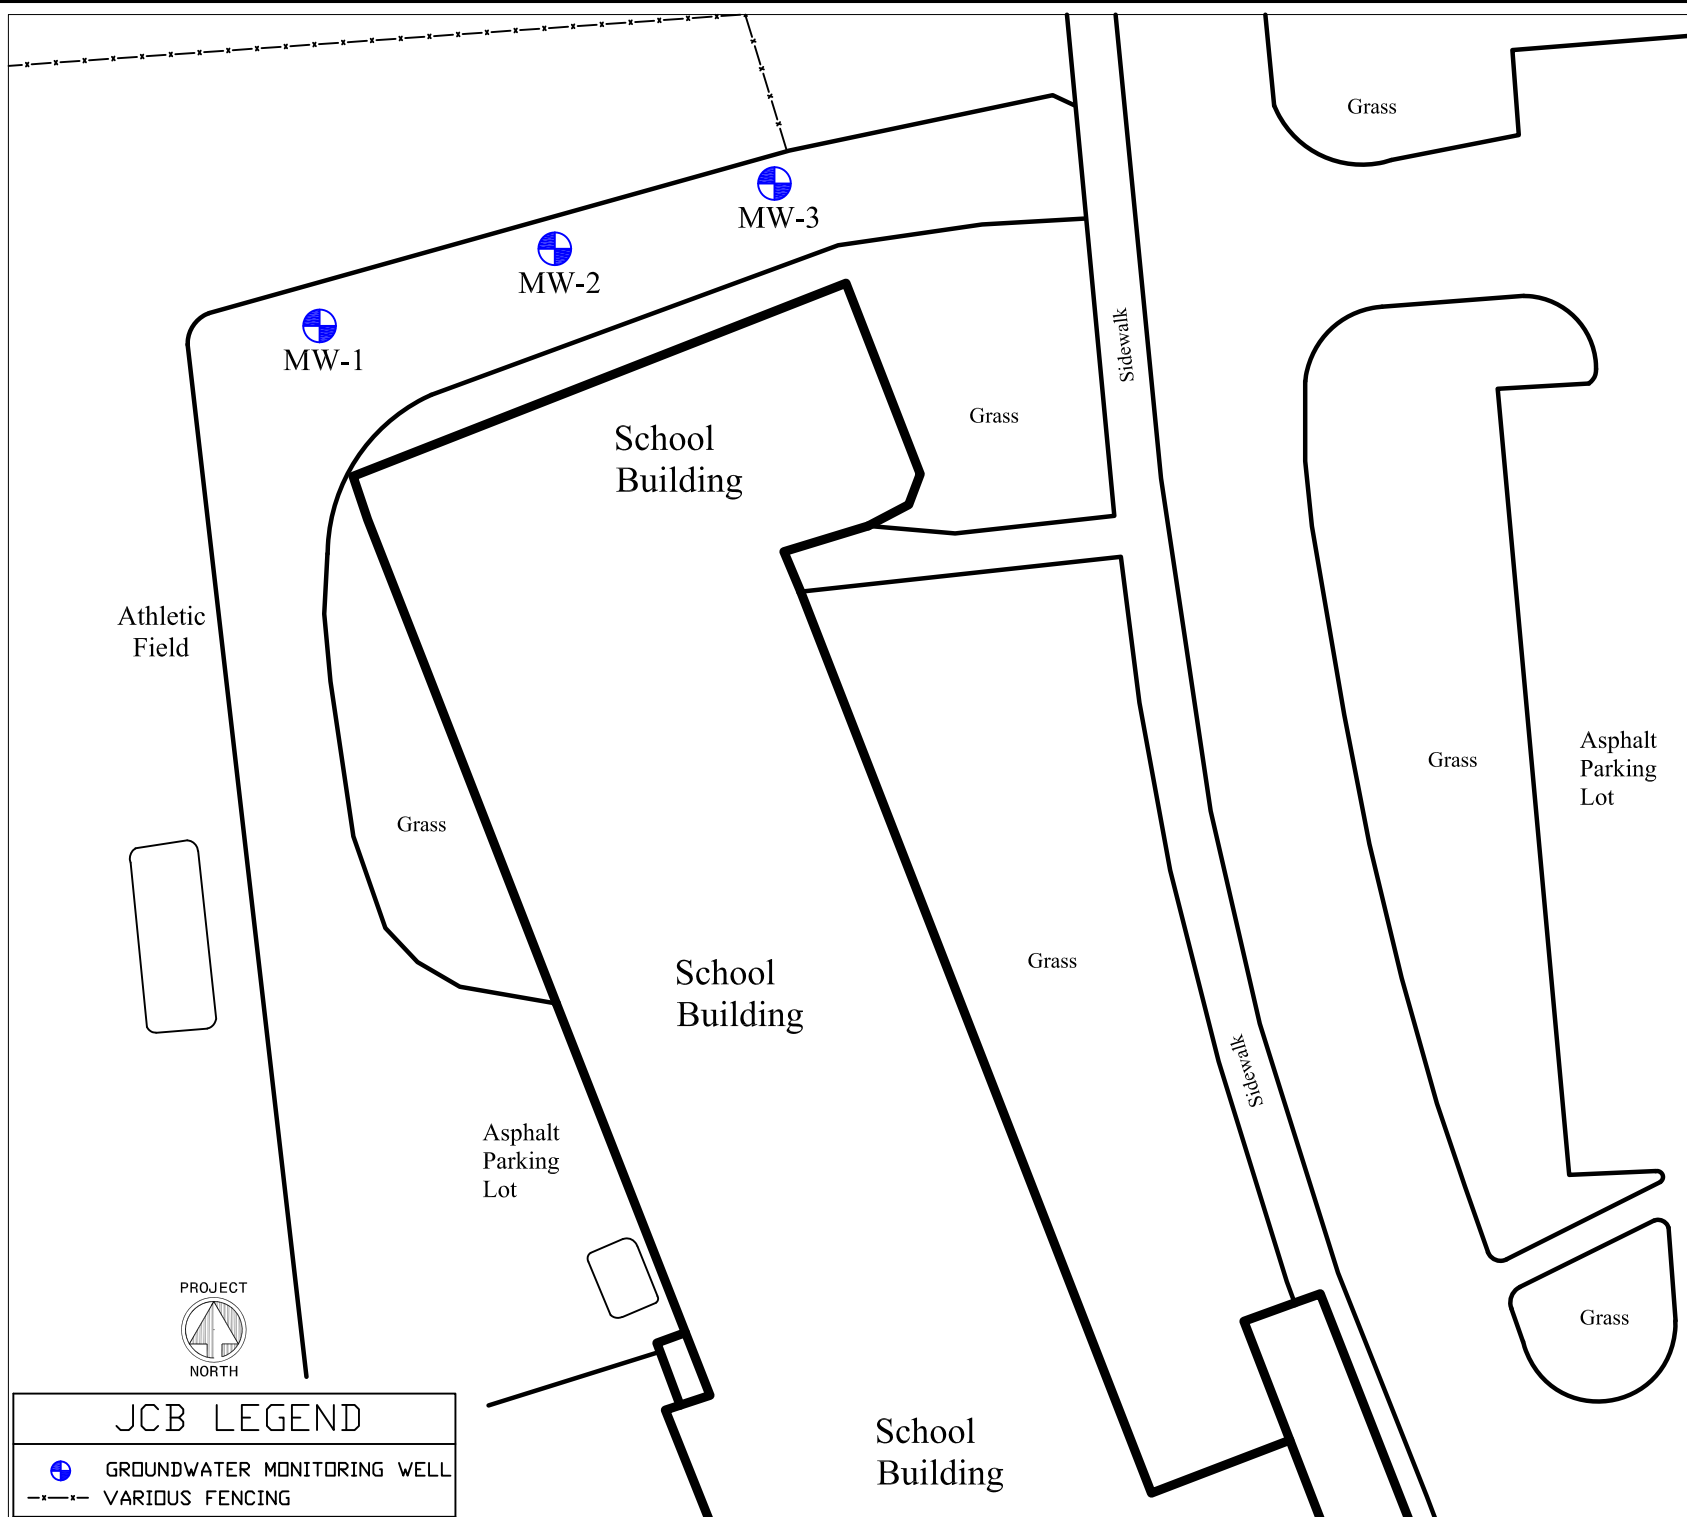 Grass
MW-3
MW-2
MW-1
Sidewalk
Grass
School
Building
Athletic
Field
Grass
Asphalt
Parking
Lot
Grass
Grass
School
Building
Sidewalk
Asphalt
Parking
Lot
PROJECT
NORTH
Grass
JCB LEGEND
GROUNDWATER MONITORING WELL
VARIOUS FENCING
School
Building